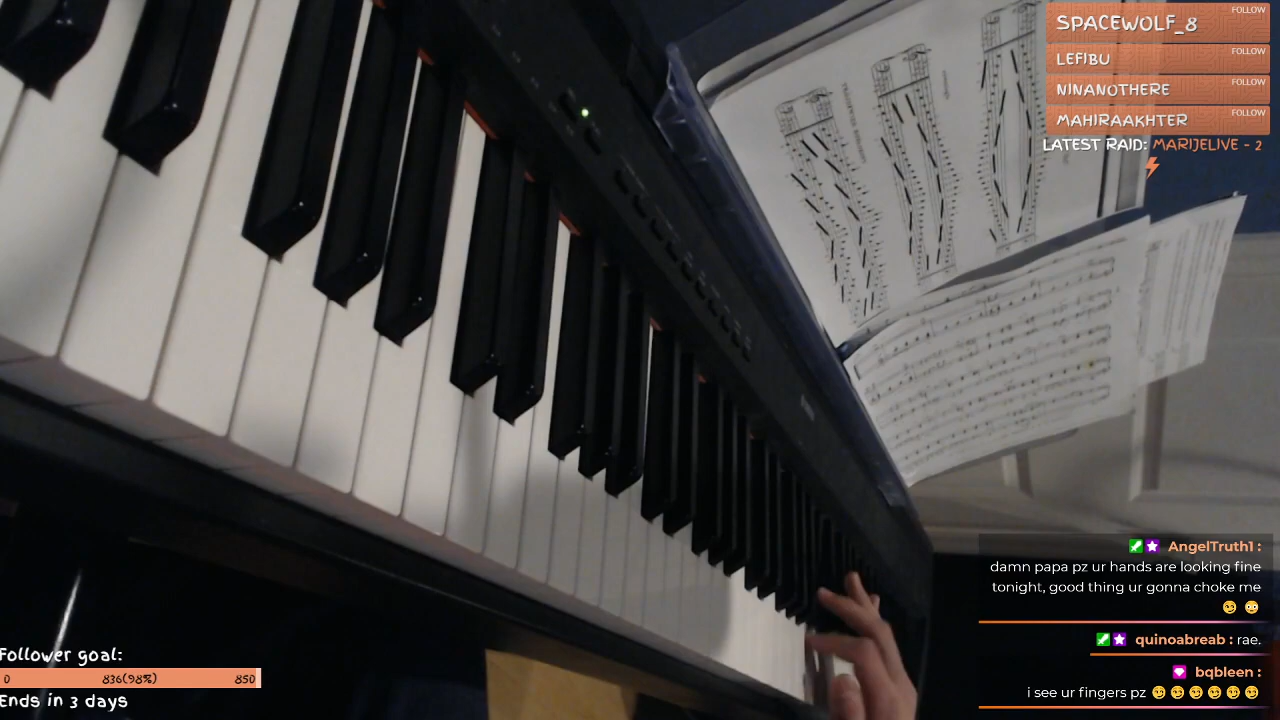 FOLLOW
SPACEWOLF_8
FOLLOW
LEFIBU
FOLLOW
NINANOTHERE
FOLLOW
MAHIRAAKHTER
LATEST RAID: MARIJELIVE - 2
AngelTruth1 :
damn papa pz ur hands are looking fine
tonight, good thing ur gonna choke me
😏 😳
quinoabreab : rae.
bqbleen :
i see ur fingers pz 😏 😏 😏 😏 😏 😏
Follower goal:
0 836(98%) 850
Ends in 3 days